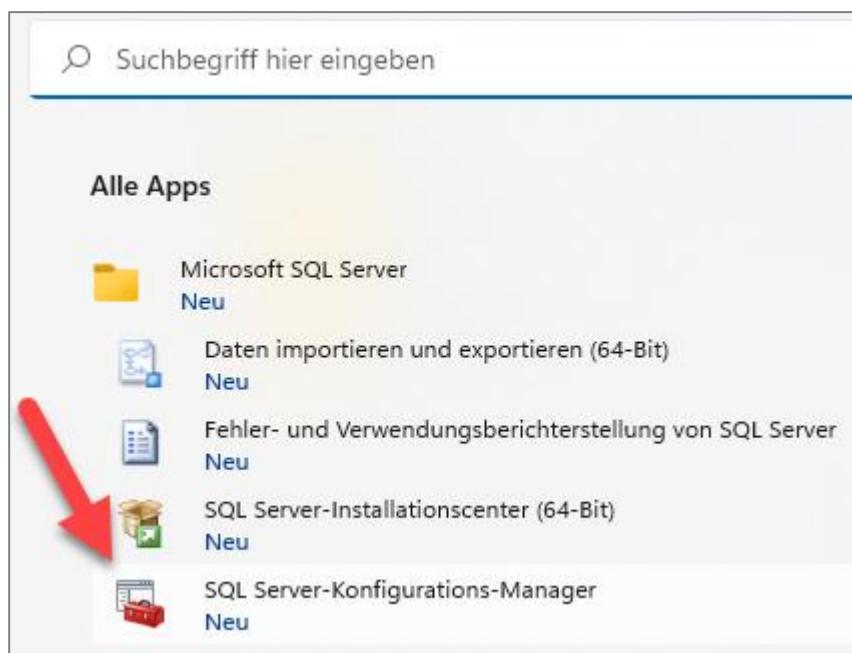 Suchbegriff hier eingeben
Alle Apps
Microsoft SQL Server
Neu
Daten importieren und exportieren (64-Bit)
Neu
Fehler- und Verwendungsberichterstellung von SQL Server
Neu
SQL Server-Installationscenter (64-Bit)
Neu
SQL Server-Konfigurations-Manager
Neu